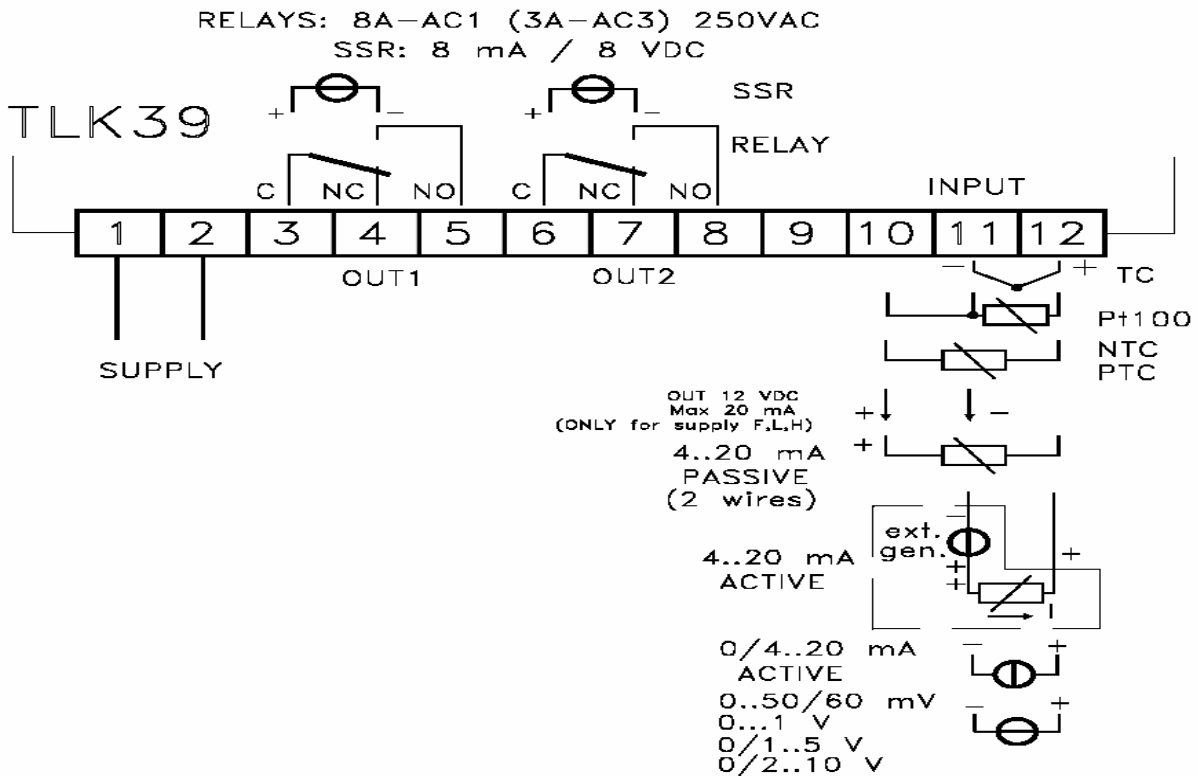 RELAYS: 8A-AC1 (3A-AC3) 250VAC
SSR: 8 mA / 8 VDC
TLK39
+ -
+ -
SSR
RELAY
C NC NO
C NC NO
INPUT
1 2 3 4 5 6 7 8 9 10 11 12
OUT1
OUT2
- + TC
Pt100
NTC
PTC
SUPPLY
OUT 12 VDC
Max 20 mA
(ONLY for supply F,L,H)
+ -
+
4..20 mA
PASSIVE
(2 wires)
-
ext.
gen.
+
+
+
4..20 mA
ACTIVE
I
0/4..20 mA
ACTIVE
- +
0..50/60 mV
0...1 V
0/1..5 V
0/2..10 V
- +